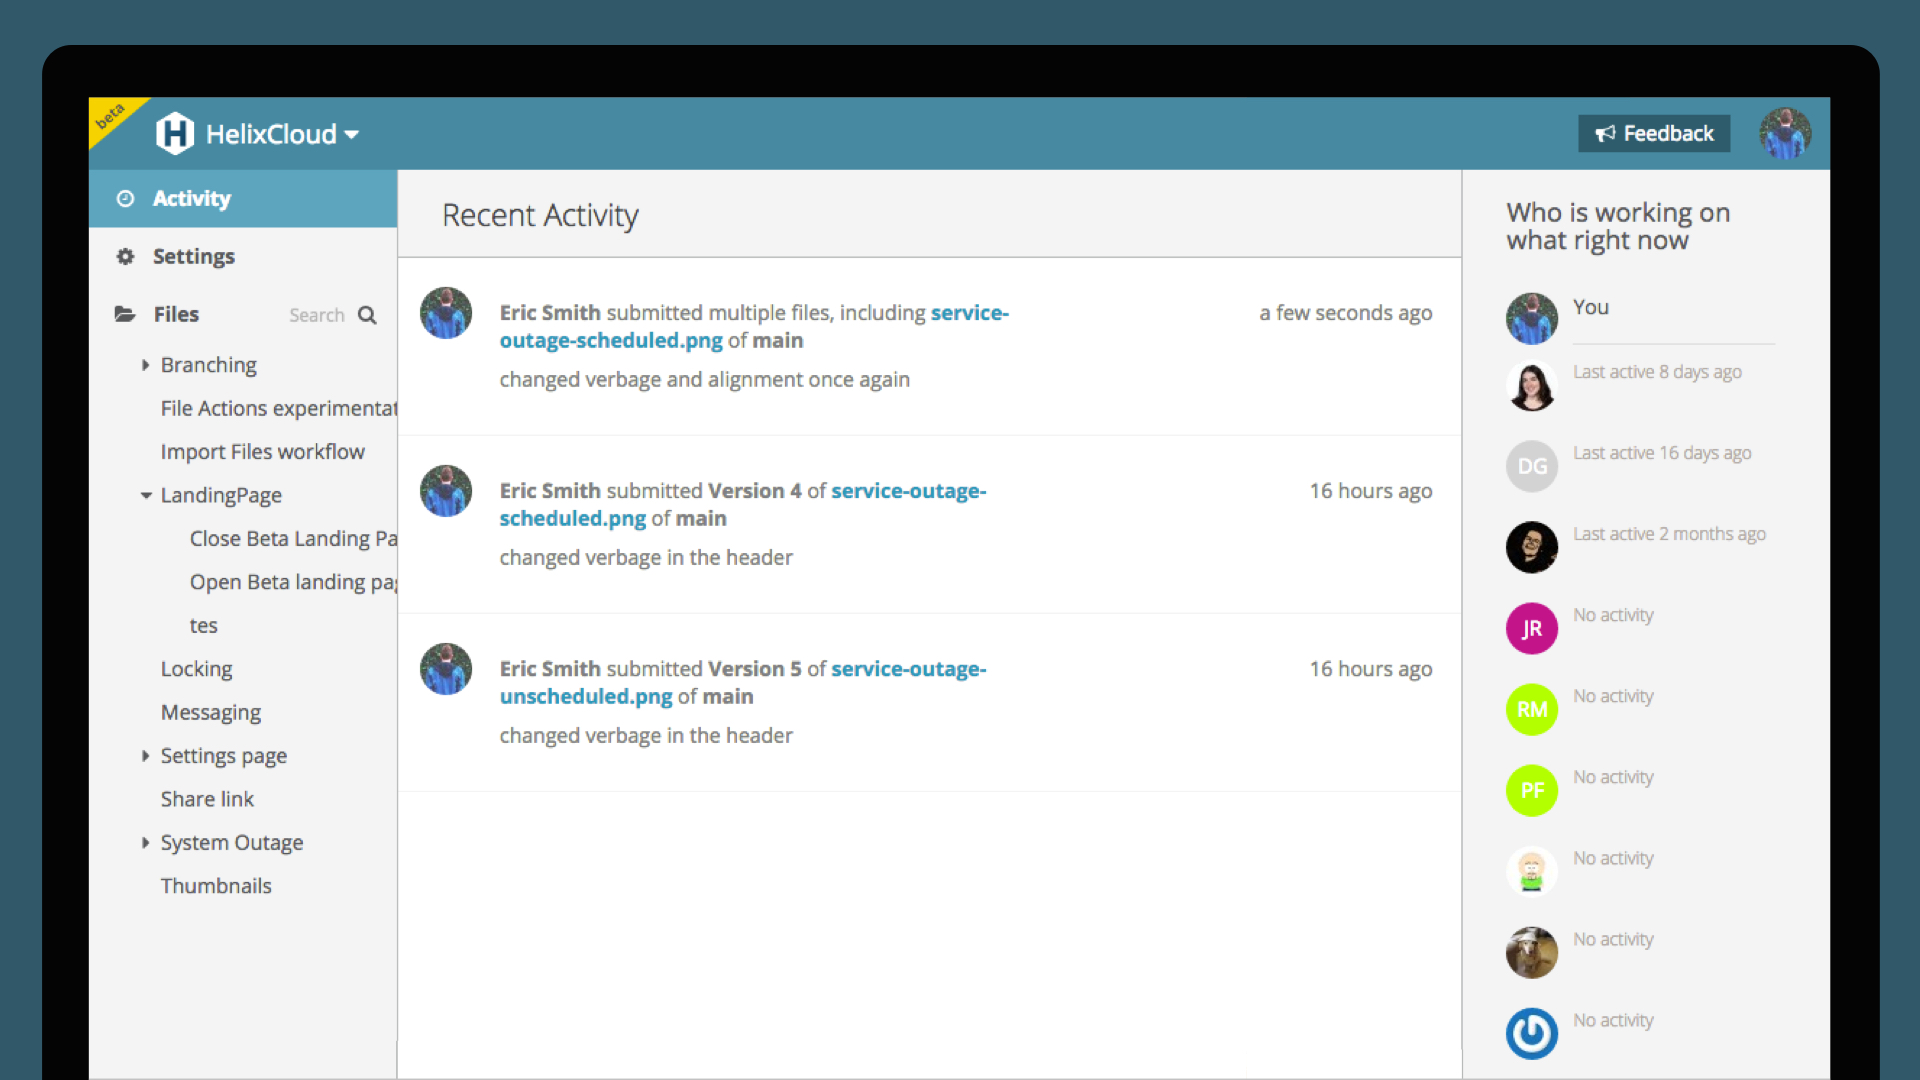 beta
HelixCloud
Feedback
Activity
Settings
Files
Search
Branching
File Actions experimentat
Import Files workflow
LandingPage
Close Beta Landing Pa
Open Beta landing pag
tes
Locking
Messaging
Settings page
Share link
System Outage
Thumbnails
Recent Activity
Eric Smith submitted multiple files, including service-
outage-scheduled.png of main
a few seconds ago
changed verbage and alignment once again
Eric Smith submitted Version 4 of service-outage-
scheduled.png of main
16 hours ago
changed verbage in the header
Eric Smith submitted Version 5 of service-outage-
unscheduled.png of main
16 hours ago
changed verbage in the header
Who is working on
what right now
You
Last active 8 days ago
DG
Last active 16 days ago
Last active 2 months ago
JR
No activity
RM
No activity
PF
No activity
No activity
No activity
No activity